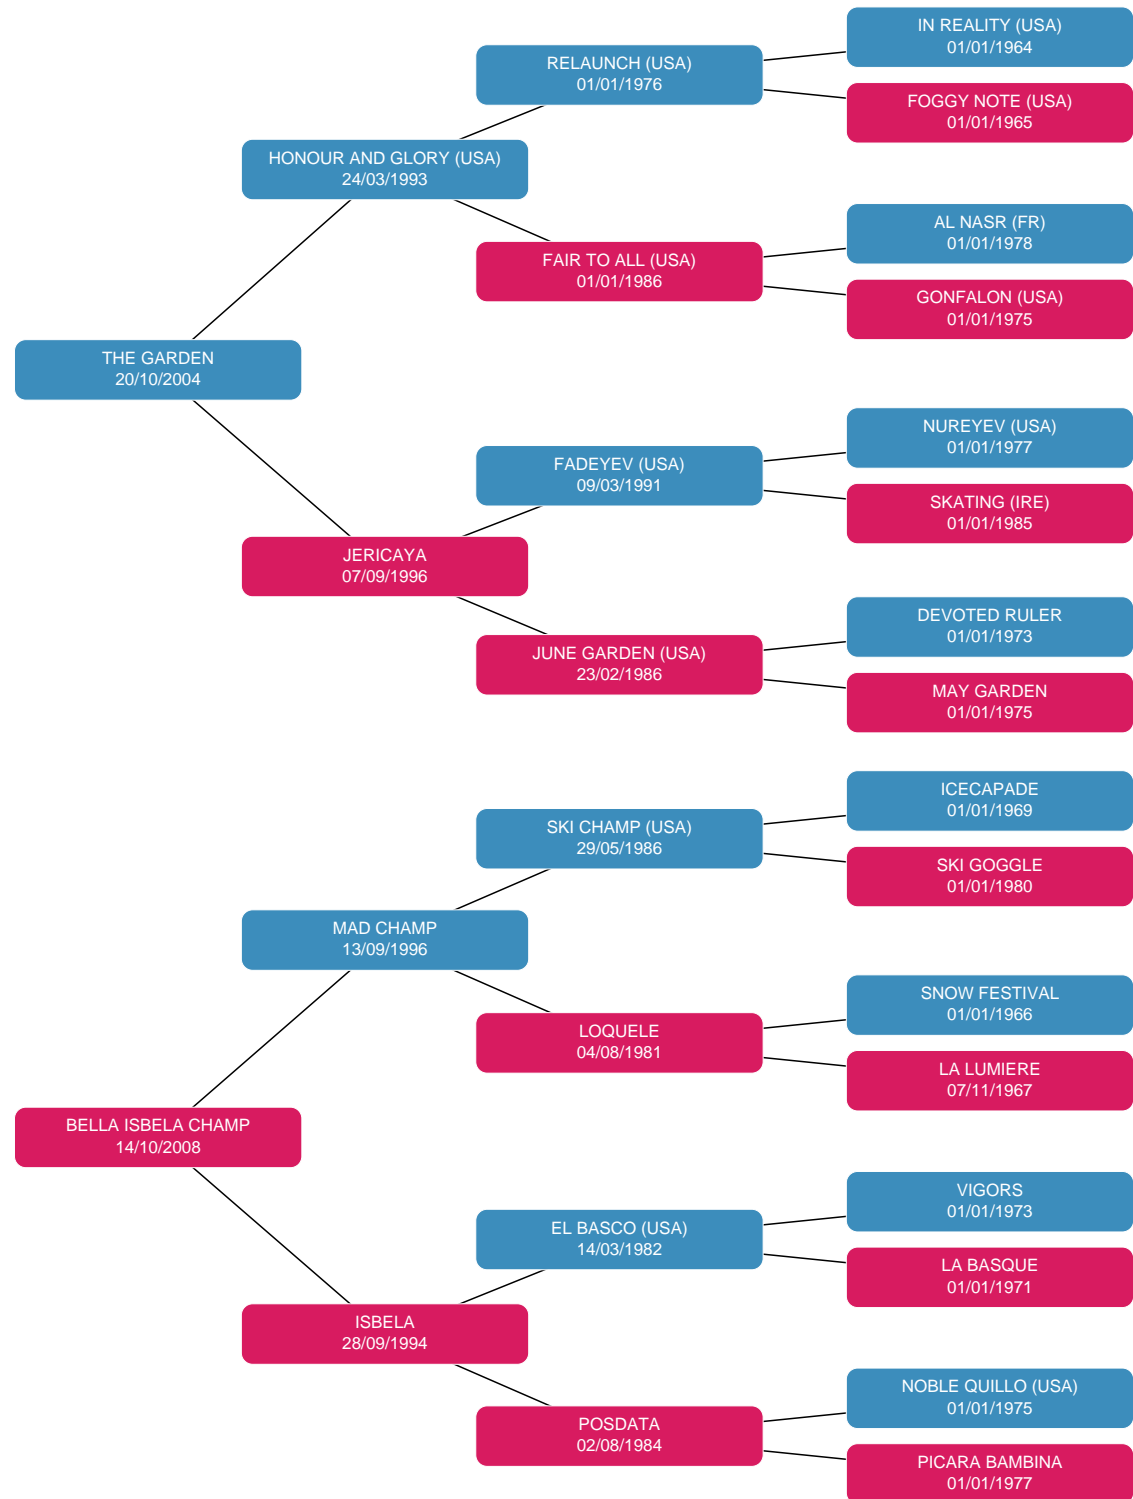 IN REALITY (USA)
01/01/1964
RELAUNCH (USA)
01/01/1976
FOGGY NOTE (USA)
01/01/1965
HONOUR AND GLORY (USA)
24/03/1993
AL NASR (FR)
01/01/1978
FAIR TO ALL (USA)
01/01/1986
GONFALON (USA)
01/01/1975
THE GARDEN
20/10/2004
NUREYEV (USA)
01/01/1977
FADEYEV (USA)
09/03/1991
SKATING (IRE)
01/01/1985
JERICAYA
07/09/1996
DEVOTED RULER
01/01/1973
JUNE GARDEN (USA)
23/02/1986
MAY GARDEN
01/01/1975
ICECAPADE
01/01/1969
SKI CHAMP (USA)
29/05/1986
SKI GOGGLE
01/01/1980
MAD CHAMP
13/09/1996
SNOW FESTIVAL
01/01/1966
LOQUELE
04/08/1981
LA LUMIERE
07/11/1967
BELLA ISBELA CHAMP
14/10/2008
VIGORS
01/01/1973
EL BASCO (USA)
14/03/1982
LA BASQUE
01/01/1971
ISBELA
28/09/1994
NOBLE QUILLO (USA)
01/01/1975
POSDATA
02/08/1984
PICARA BAMBINA
01/01/1977